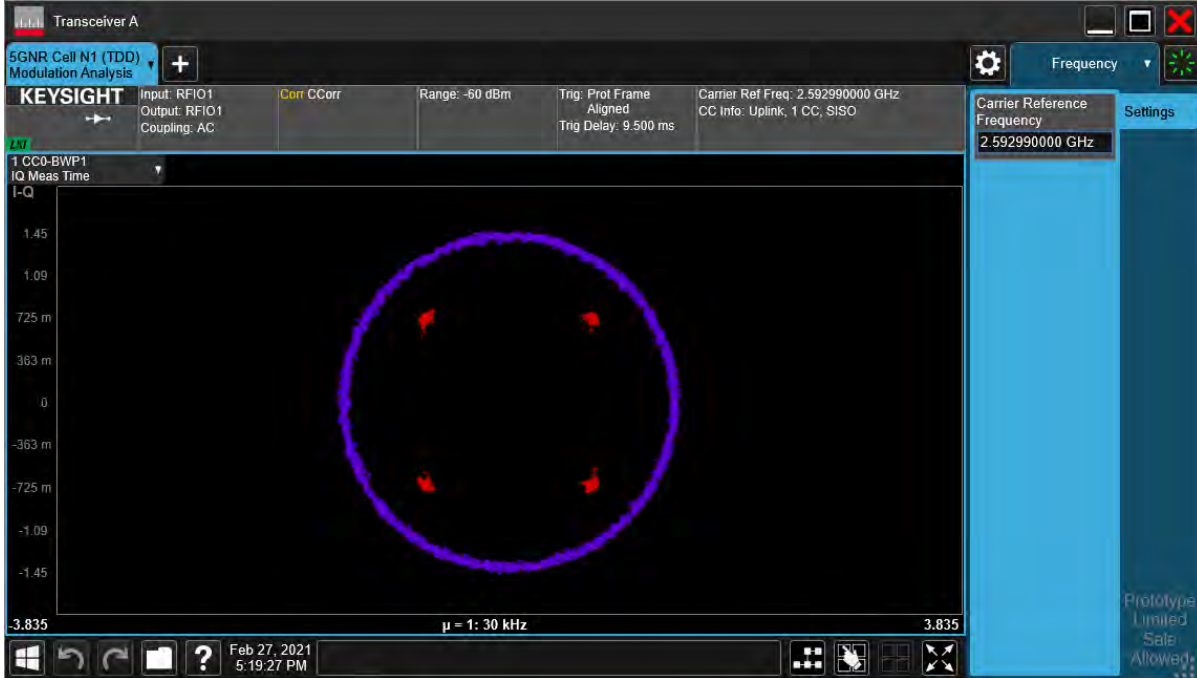 Transceiver A
5GNR Cell N1 (TDD)
Modulation Analysis
Frequency
KEYSIGHT
LXI
Input: RFIO1
Output: RFIO1
Coupling: AC
Corr CCorr
Range: -60 dBm
Trig: Prot Frame
Aligned
Trig Delay: 9.500 ms
Carrier Ref Freq: 2.592990000 GHz
CC Info: Uplink, 1 CC, SISO
Carrier Reference
Frequency
2.592990000 GHz
Settings
1 CC0-BWP1
IQ Meas Time
I-Q
1.45
1.09
725 m
363 m
0
-363 m
-725 m
-1.09
-1.45
-3.835
µ = 1: 30 kHz
3.835
Prototype
Limited
Sale
Allowed
?
Feb 27, 2021
5:19:27 PM